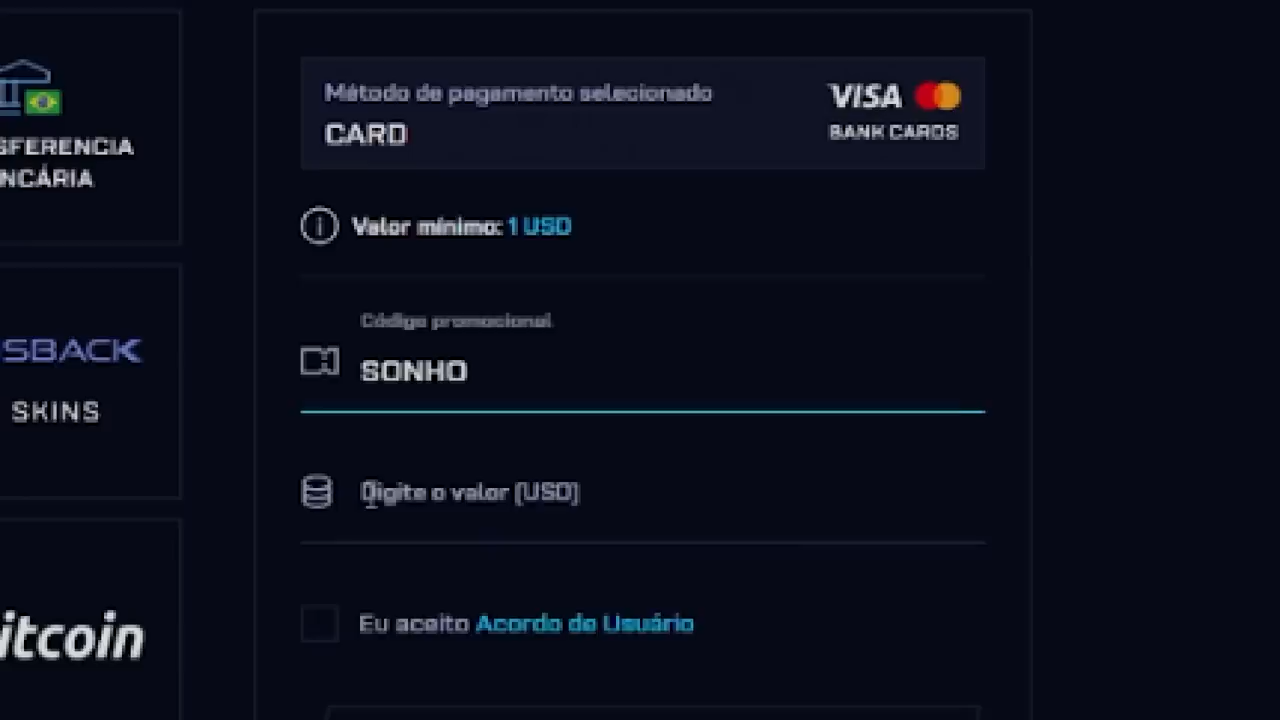 SFERENCIA
NCÁRIA
SBACK
SKINS
itcoin
Método de pagamento selecionado
CARD
VISA
BANK CARDS
Valor mínimo: 1 USD
Código promocional
SONHO
Digite o valor (USD)
Eu aceito Acordo de Usuário